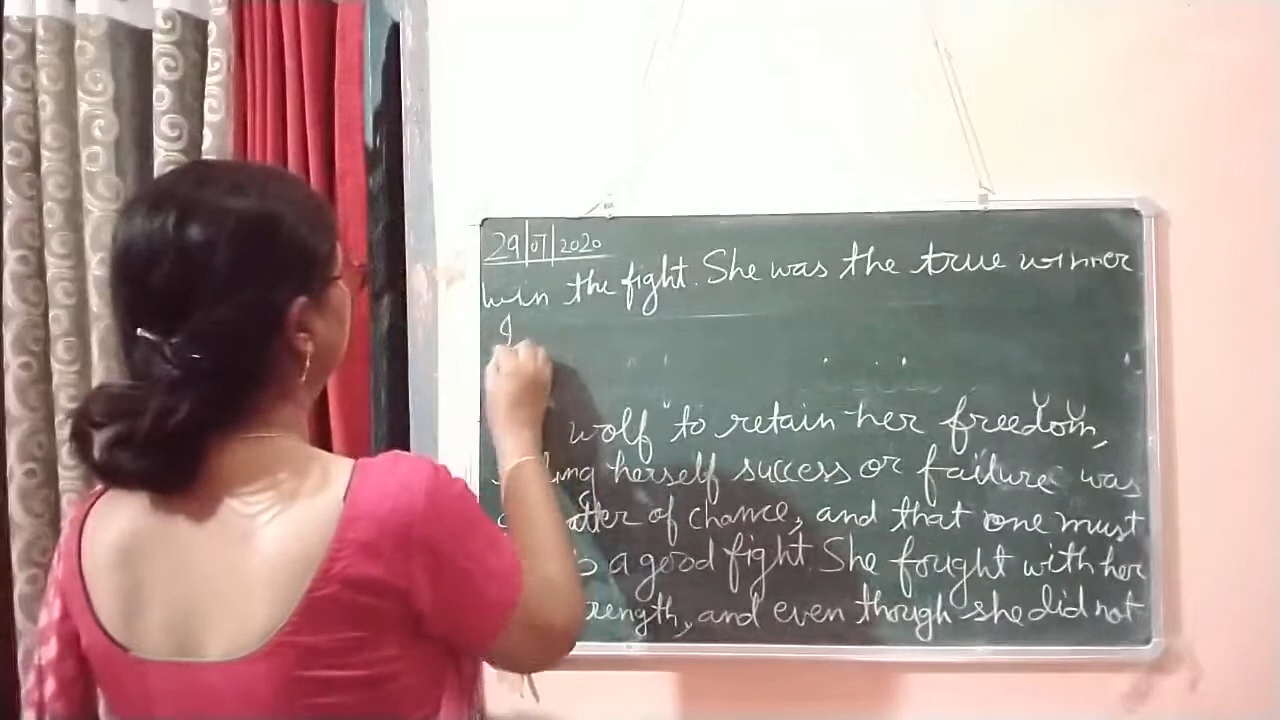 29|07|2020
win the fight. She was the true winner
wolf "to retain her freedom,
herself success or failure was
matter of chance, and that one must
a good fight. She fought with her
strength, and even though she did not